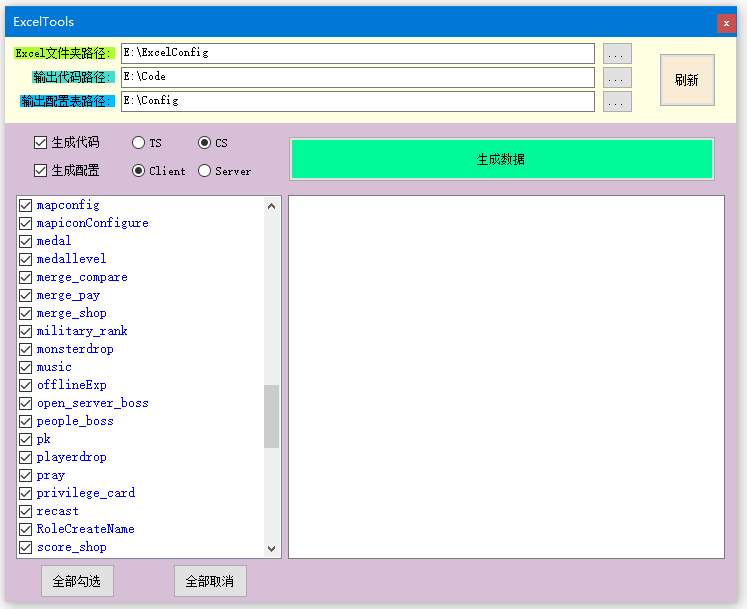 ExcelTools
x
Excel文件夹路径: E:\ExcelConfig ...
输出代码路径: E:\Code ...
输出配置表路径: E:\Config ...
刷新
生成代码 TS CS
生成配置 Client Server
生成数据
mapconfig
mapiconConfigure
medal
medallevel
merge_compare
merge_pay
merge_shop
military_rank
monsterdrop
music
offlineExp
open_server_boss
people_boss
pk
playerdrop
pray
privilege_card
recast
RoleCreateName
score_shop
全部勾选 全部取消